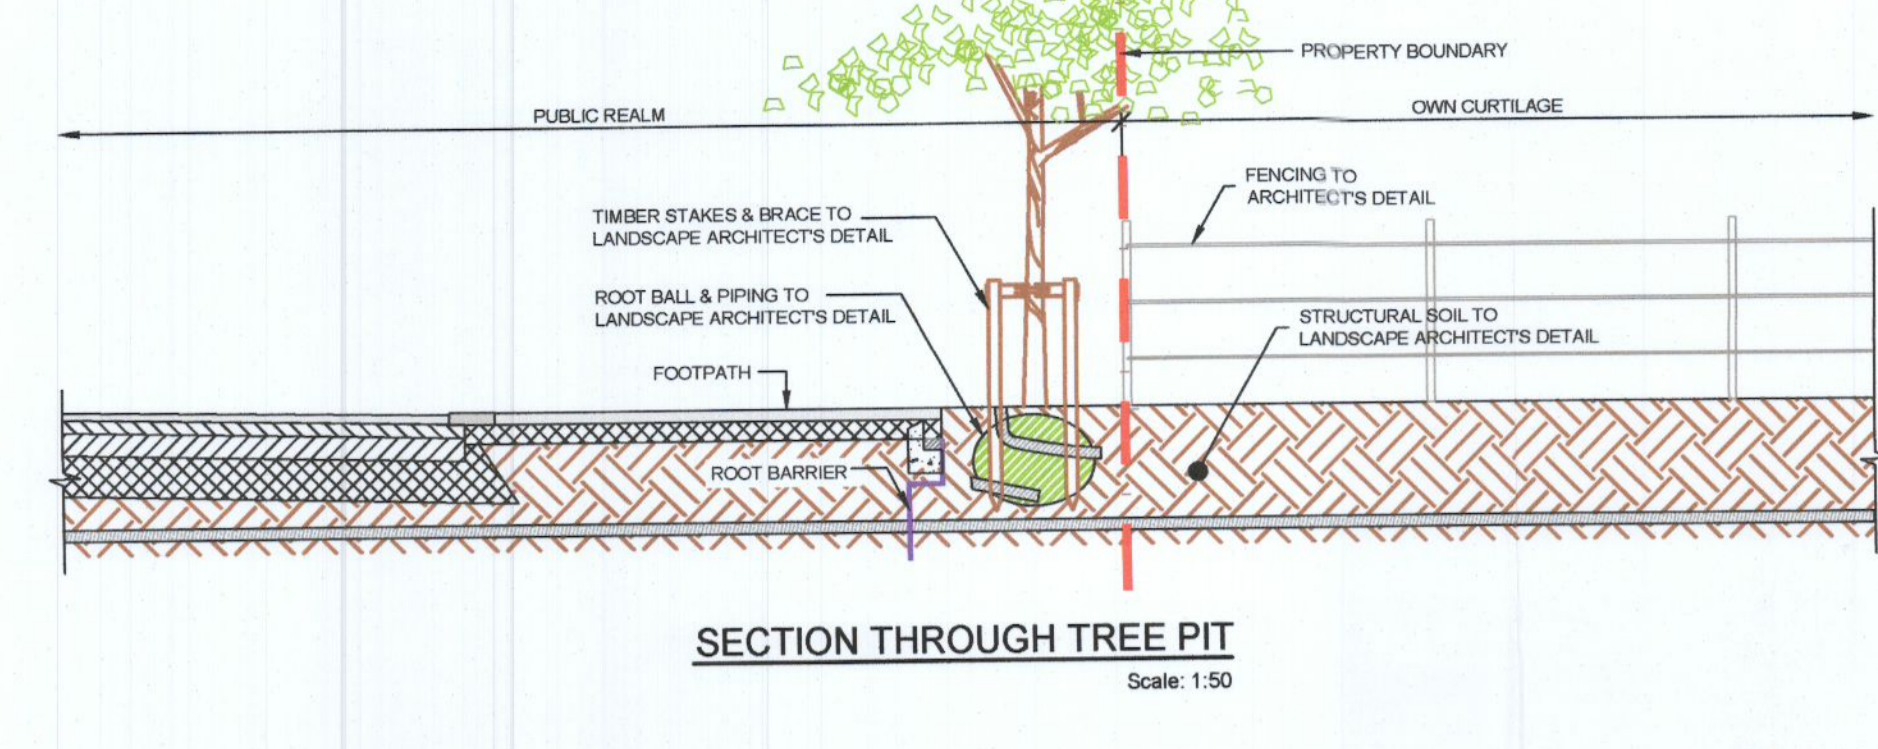 PROPERTY BOUNDARY
PUBLIC REALM
OWN CURTILAGE
FENCING TO
ARCHITECT'S DETAIL
TIMBER STAKES & BRACE TO
LANDSCAPE ARCHITECT'S DETAIL
ROOT BALL & PIPING TO
LANDSCAPE ARCHITECT'S DETAIL
STRUCTURAL SOIL TO
LANDSCAPE ARCHITECT'S DETAIL
FOOTPATH
ROOT BARRIER
SECTION THROUGH TREE PIT
Scale: 1:50